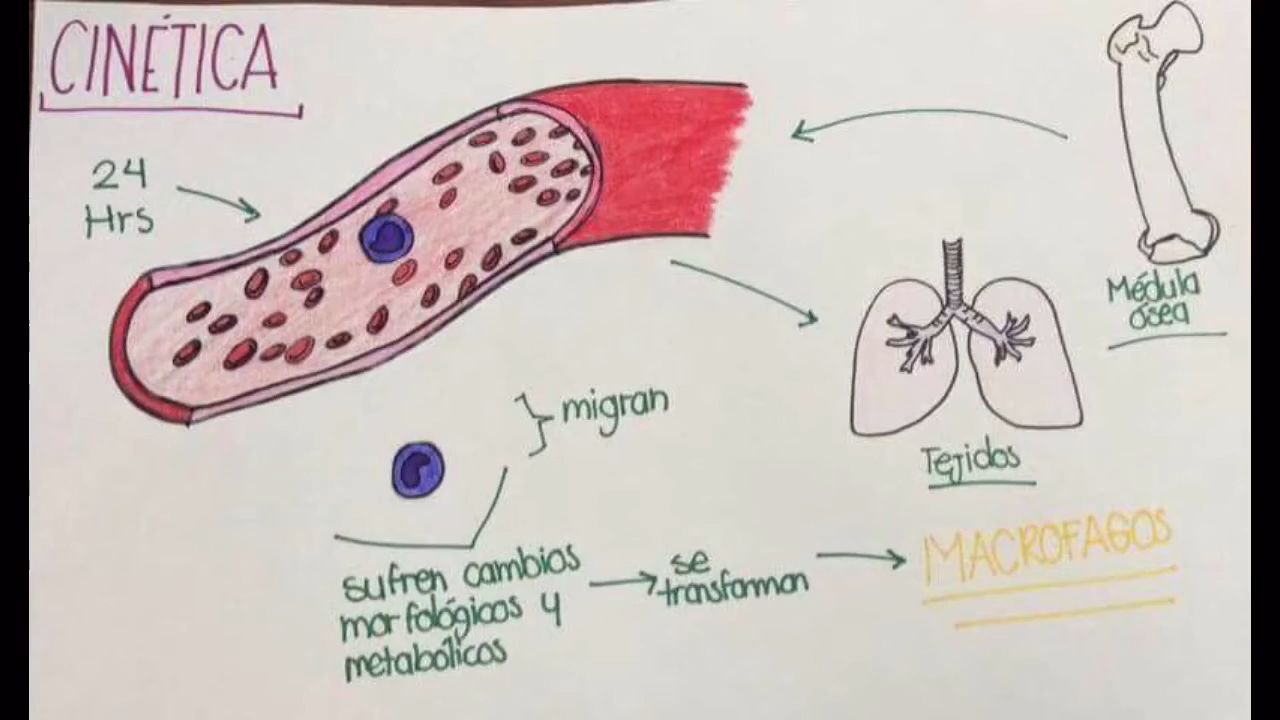 CINÉTICA
24
Hrs
Médula
ósea
migran
Tejidos
sufren cambios
morfológicos y
metabólicos
se
transforman
MACROFAGOS